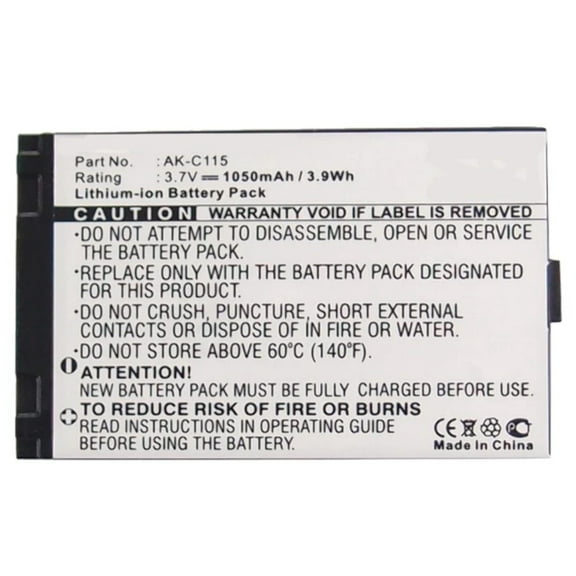 Part No. : AK-C115
Rating : 3.7V 1050mAh / 3.9Wh
Lithium-ion Battery Pack
CAUTION WARRANTY VOID IF LABEL IS REMOVED
•DO NOT ATTEMPT TO DISASSEMBLE, OPEN OR SERVICE
THE BATTERY PACK.
•REPLACE ONLY WITH THE BATTERY PACK DESIGNATED
FOR THIS PRODUCT.
•DO NOT CRUSH, PUNCTURE, SHORT EXTERNAL
CONTACTS OR DISPOSE OF IN FIRE OR WATER.
•DO NOT STORE ABOVE 60°C (140°F).
ATTENTION!
NEW BATTERY PACK MUST BE FULLY CHARGED BEFORE USE.
TO REDUCE RISK OF FIRE OR BURNS
READ INSTRUCTIONS IN OPERATING GUIDE
BEFORE USING THE BATTERY.
CE
Made in China